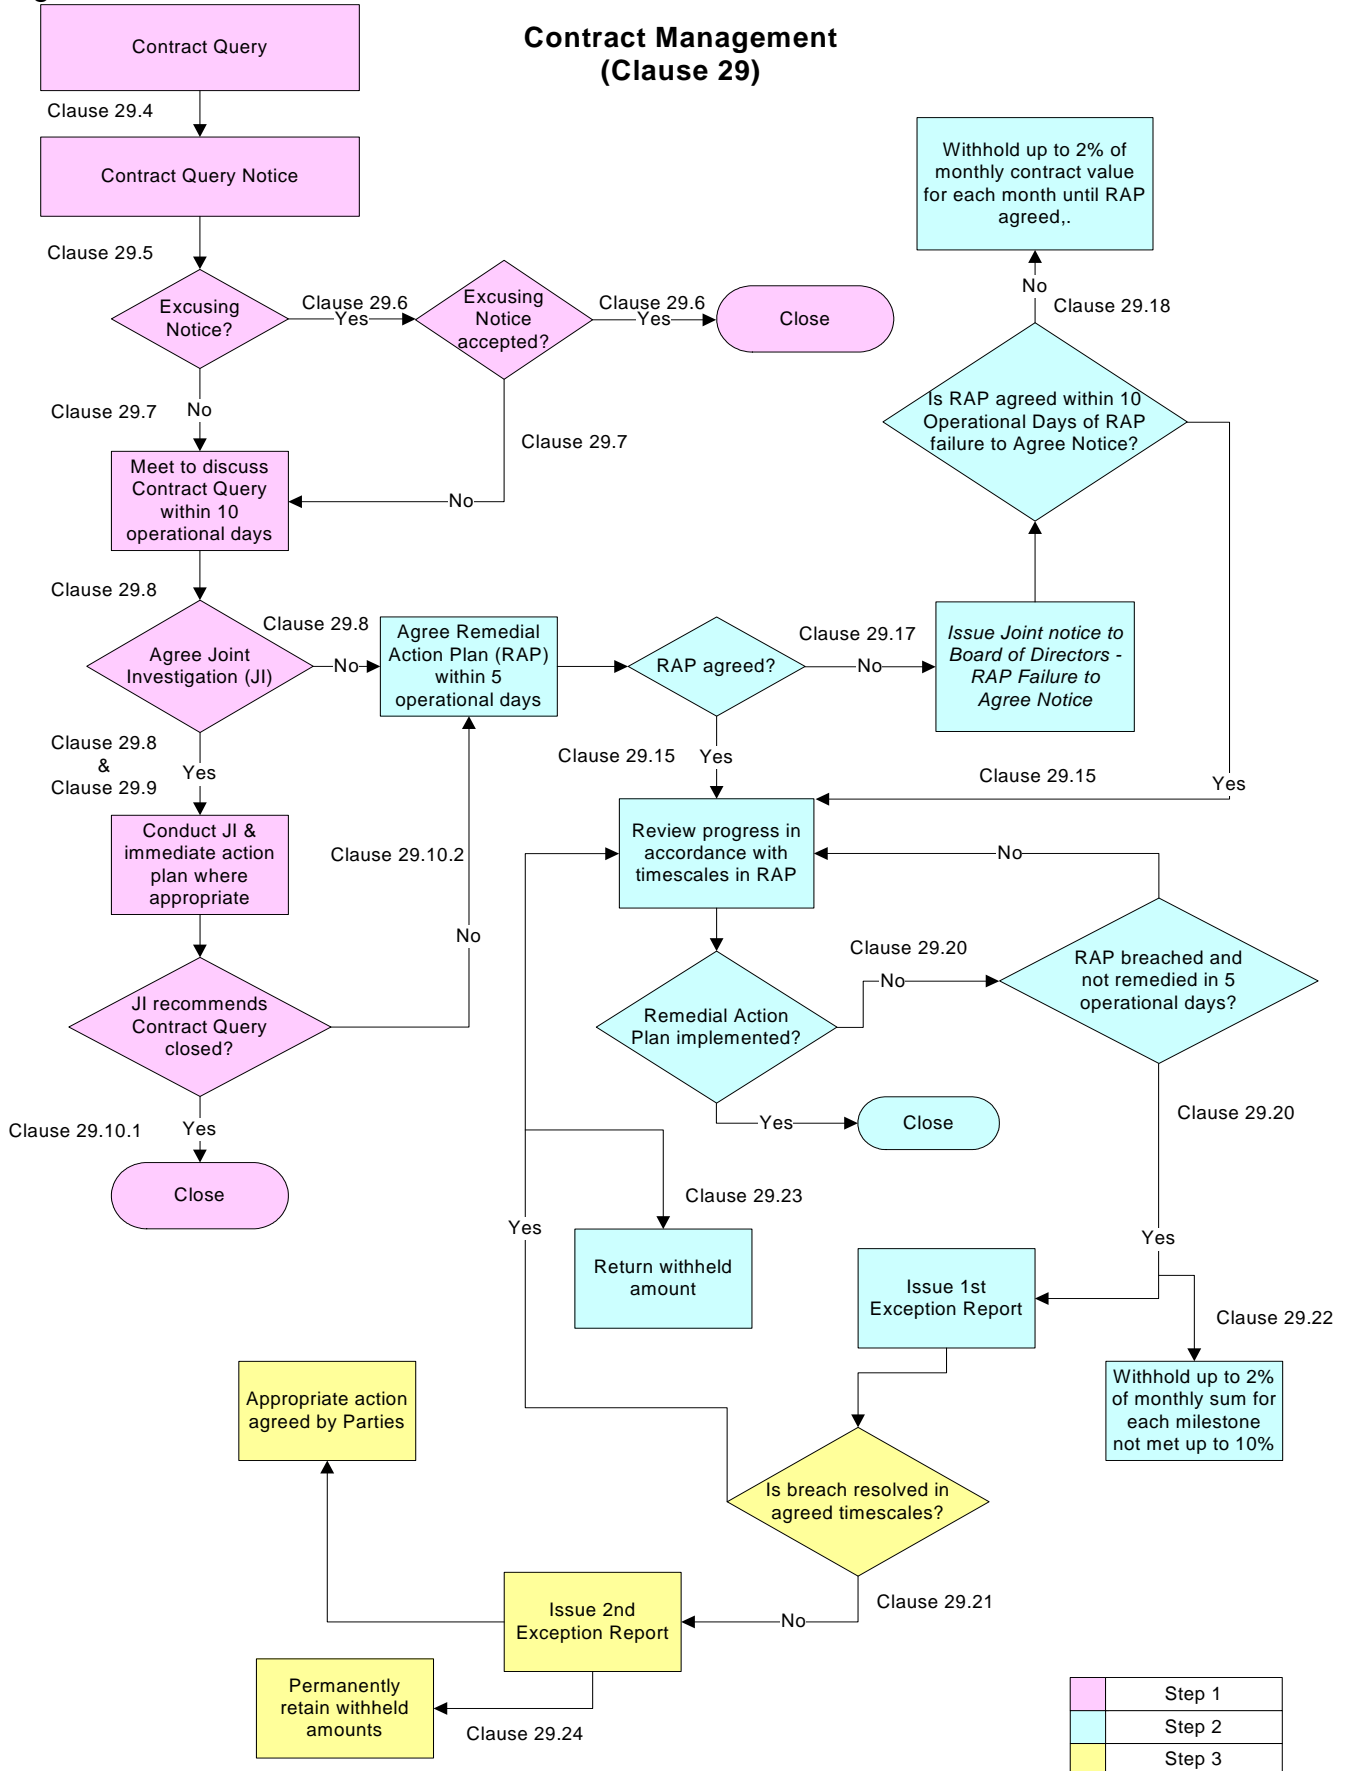 Contract Management
(Clause 29)
Contract Query
Clause 29.4
Contract Query Notice
Clause 29.5
Excusing
Notice?
Clause 29.6
Yes
Excusing
Notice
accepted?
Clause 29.6
Yes
Close
Clause 29.7
No
Clause 29.7
No
Meet to discuss
Contract Query
within 10
operational days
Clause 29.8
Agree Joint
Investigation (JI)
Clause 29.8
No
Agree Remedial
Action Plan (RAP)
within 5
operational days
RAP agreed?
Clause 29.17
No
Issue Joint notice to
Board of Directors -
RAP Failure to
Agree Notice
Is RAP agreed within 10
Operational Days of RAP
failure to Agree Notice?
No
Clause 29.18
Withhold up to 2% of
monthly contract value
for each month until RAP
agreed,.
Clause 29.15
Yes
Clause 29.15
Yes
Clause 29.8
&
Clause 29.9
Yes
Conduct JI &
immediate action
plan where
appropriate
Clause 29.10.2
No
JI recommends
Contract Query
closed?
Clause 29.10.1
Yes
Close
Review progress in
accordance with
timescales in RAP
No
Remedial Action
Plan implemented?
Clause 29.20
No
RAP breached and
not remedied in 5
operational days?
Yes
Close
Clause 29.20
Yes
Clause 29.23
Return withheld
amount
Yes
Issue 1st
Exception Report
Clause 29.22
Withhold up to 2%
of monthly sum for
each milestone
not met up to 10%
Is breach resolved in
agreed timescales?
Clause 29.21
No
Issue 2nd
Exception Report
Appropriate action
agreed by Parties
Permanently
retain withheld
amounts
Clause 29.24
Step 1
Step 2
Step 3